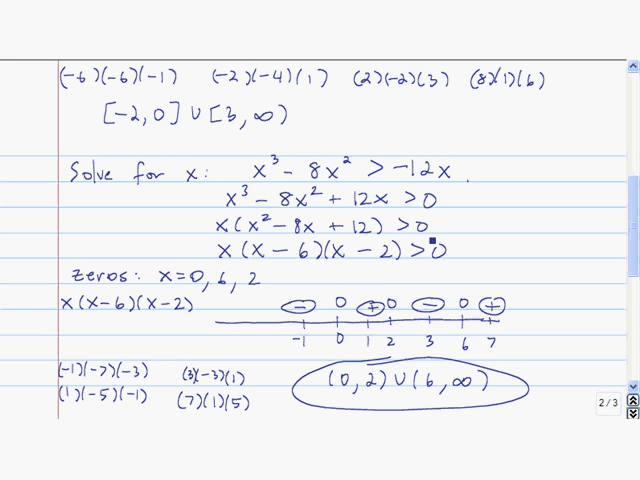 (-6)(-6)(-1) (-2)(-4)(1) (2)(-2)(3) (8)(1)(6)
[-2,0] ∪ [3,∞)
Solve for x: x³ - 8x² > -12x
x³ - 8x² + 12x > 0
x(x² - 8x + 12) > 0
x(x - 6)(x - 2) > 0
zeros: x = 0, 6, 2
x(x-6)(x-2) - 0 + 0 - 0 +
-1 0 1 2 3 6 7
(-1)(-7)(-3) (3)(-3)(1)
(1)(-5)(-1) (7)(1)(5)
(0,2) ∪ (6,∞)
2/3